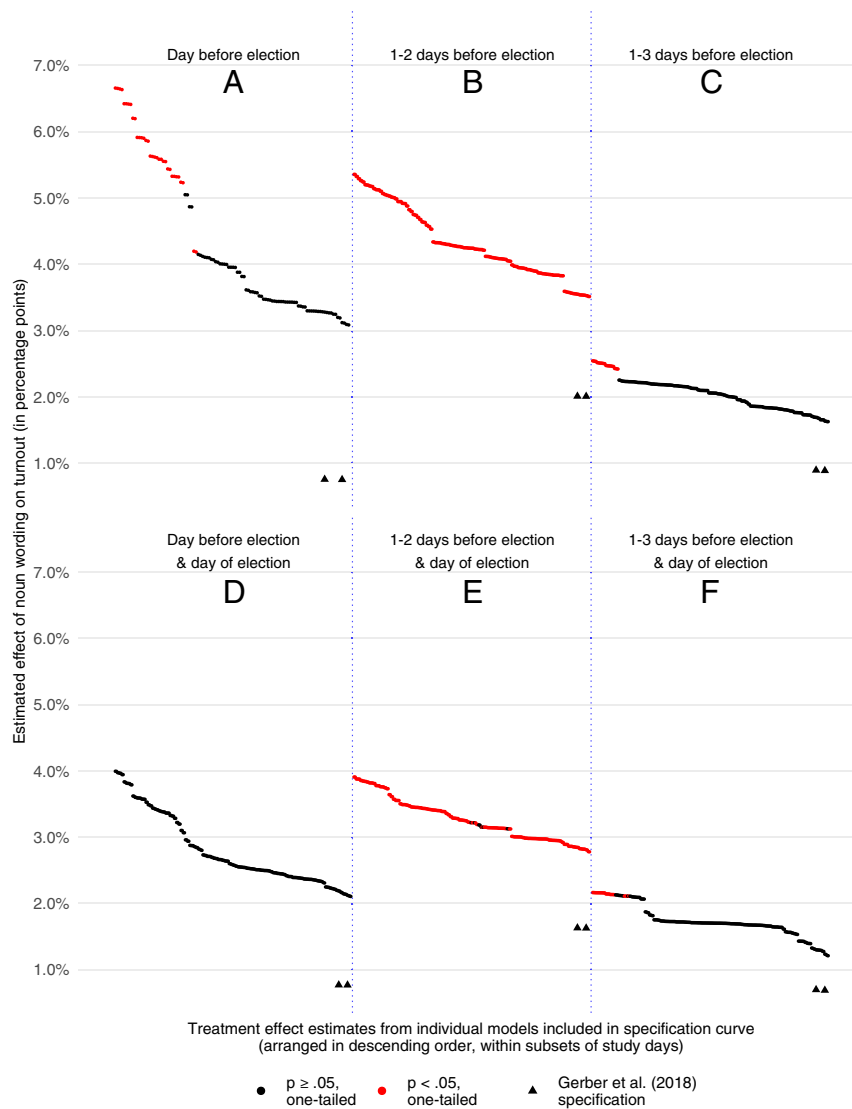 Day before election
1-2 days before election
1-3 days before election
A
B
C
7.0%
6.0%
5.0%
4.0%
3.0%
2.0%
1.0%
Day before election
& day of election
1-2 days before election
& day of election
1-3 days before election
& day of election
D
E
F
7.0%
6.0%
5.0%
4.0%
3.0%
2.0%
1.0%
Estimated effect of noun wording on turnout (in percentage points)
Treatment effect estimates from individual models included in specification curve
(arranged in descending order, within subsets of study days)
p ≥ .05,
one-tailed
p < .05,
one-tailed
Gerber et al. (2018)
specification